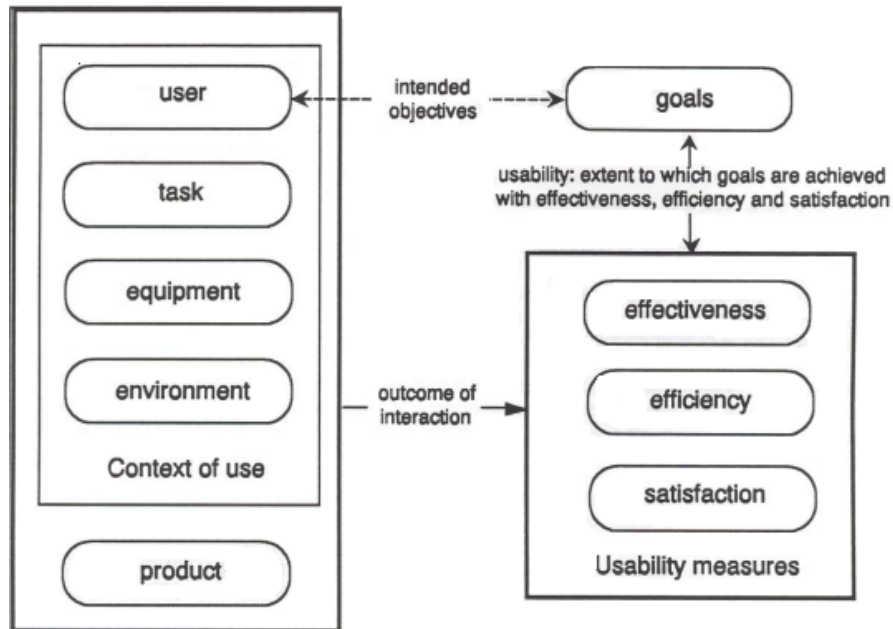 user
task
equipment
environment
Context of use
product
intended
objectives
goals
usability: extent to which goals are achieved
with effectiveness, efficiency and satisfaction
outcome of
interaction
effectiveness
efficiency
satisfaction
Usability measures